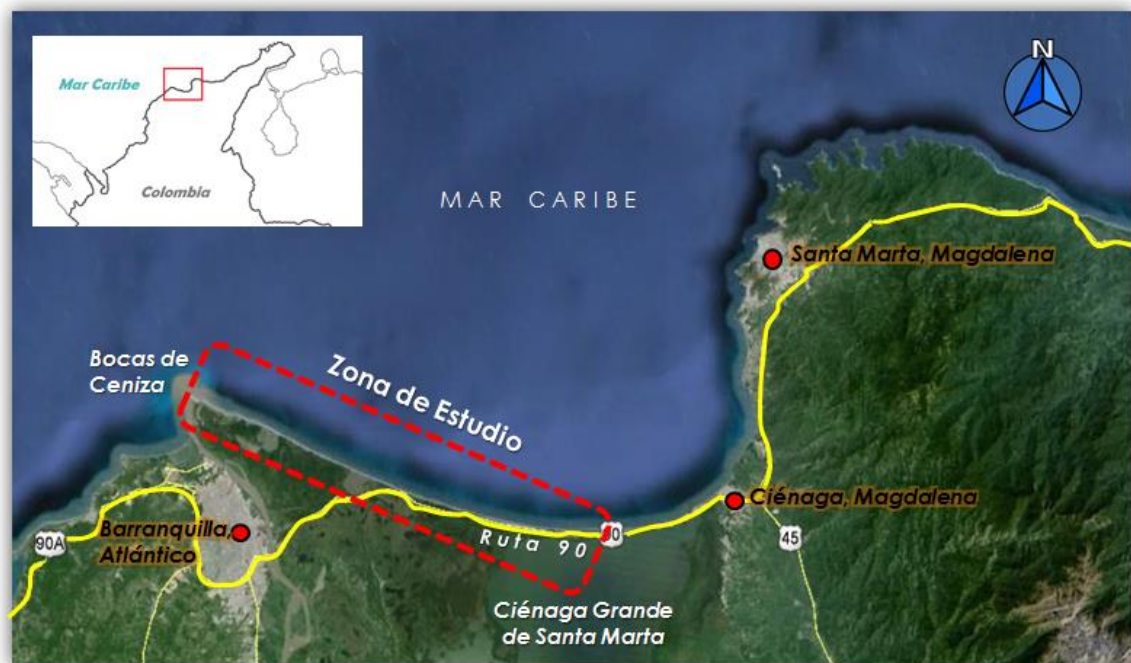 Mar Caribe
Colombia
N
MAR CARIBE
Santa Marta, Magdalena
Bocas de
Ceniza
Zona de Estudio
Ciénaga, Magdalena
90A
Barranquilla,
Atlántico
Ruta 90
45
Ciénaga Grande
de Santa Marta